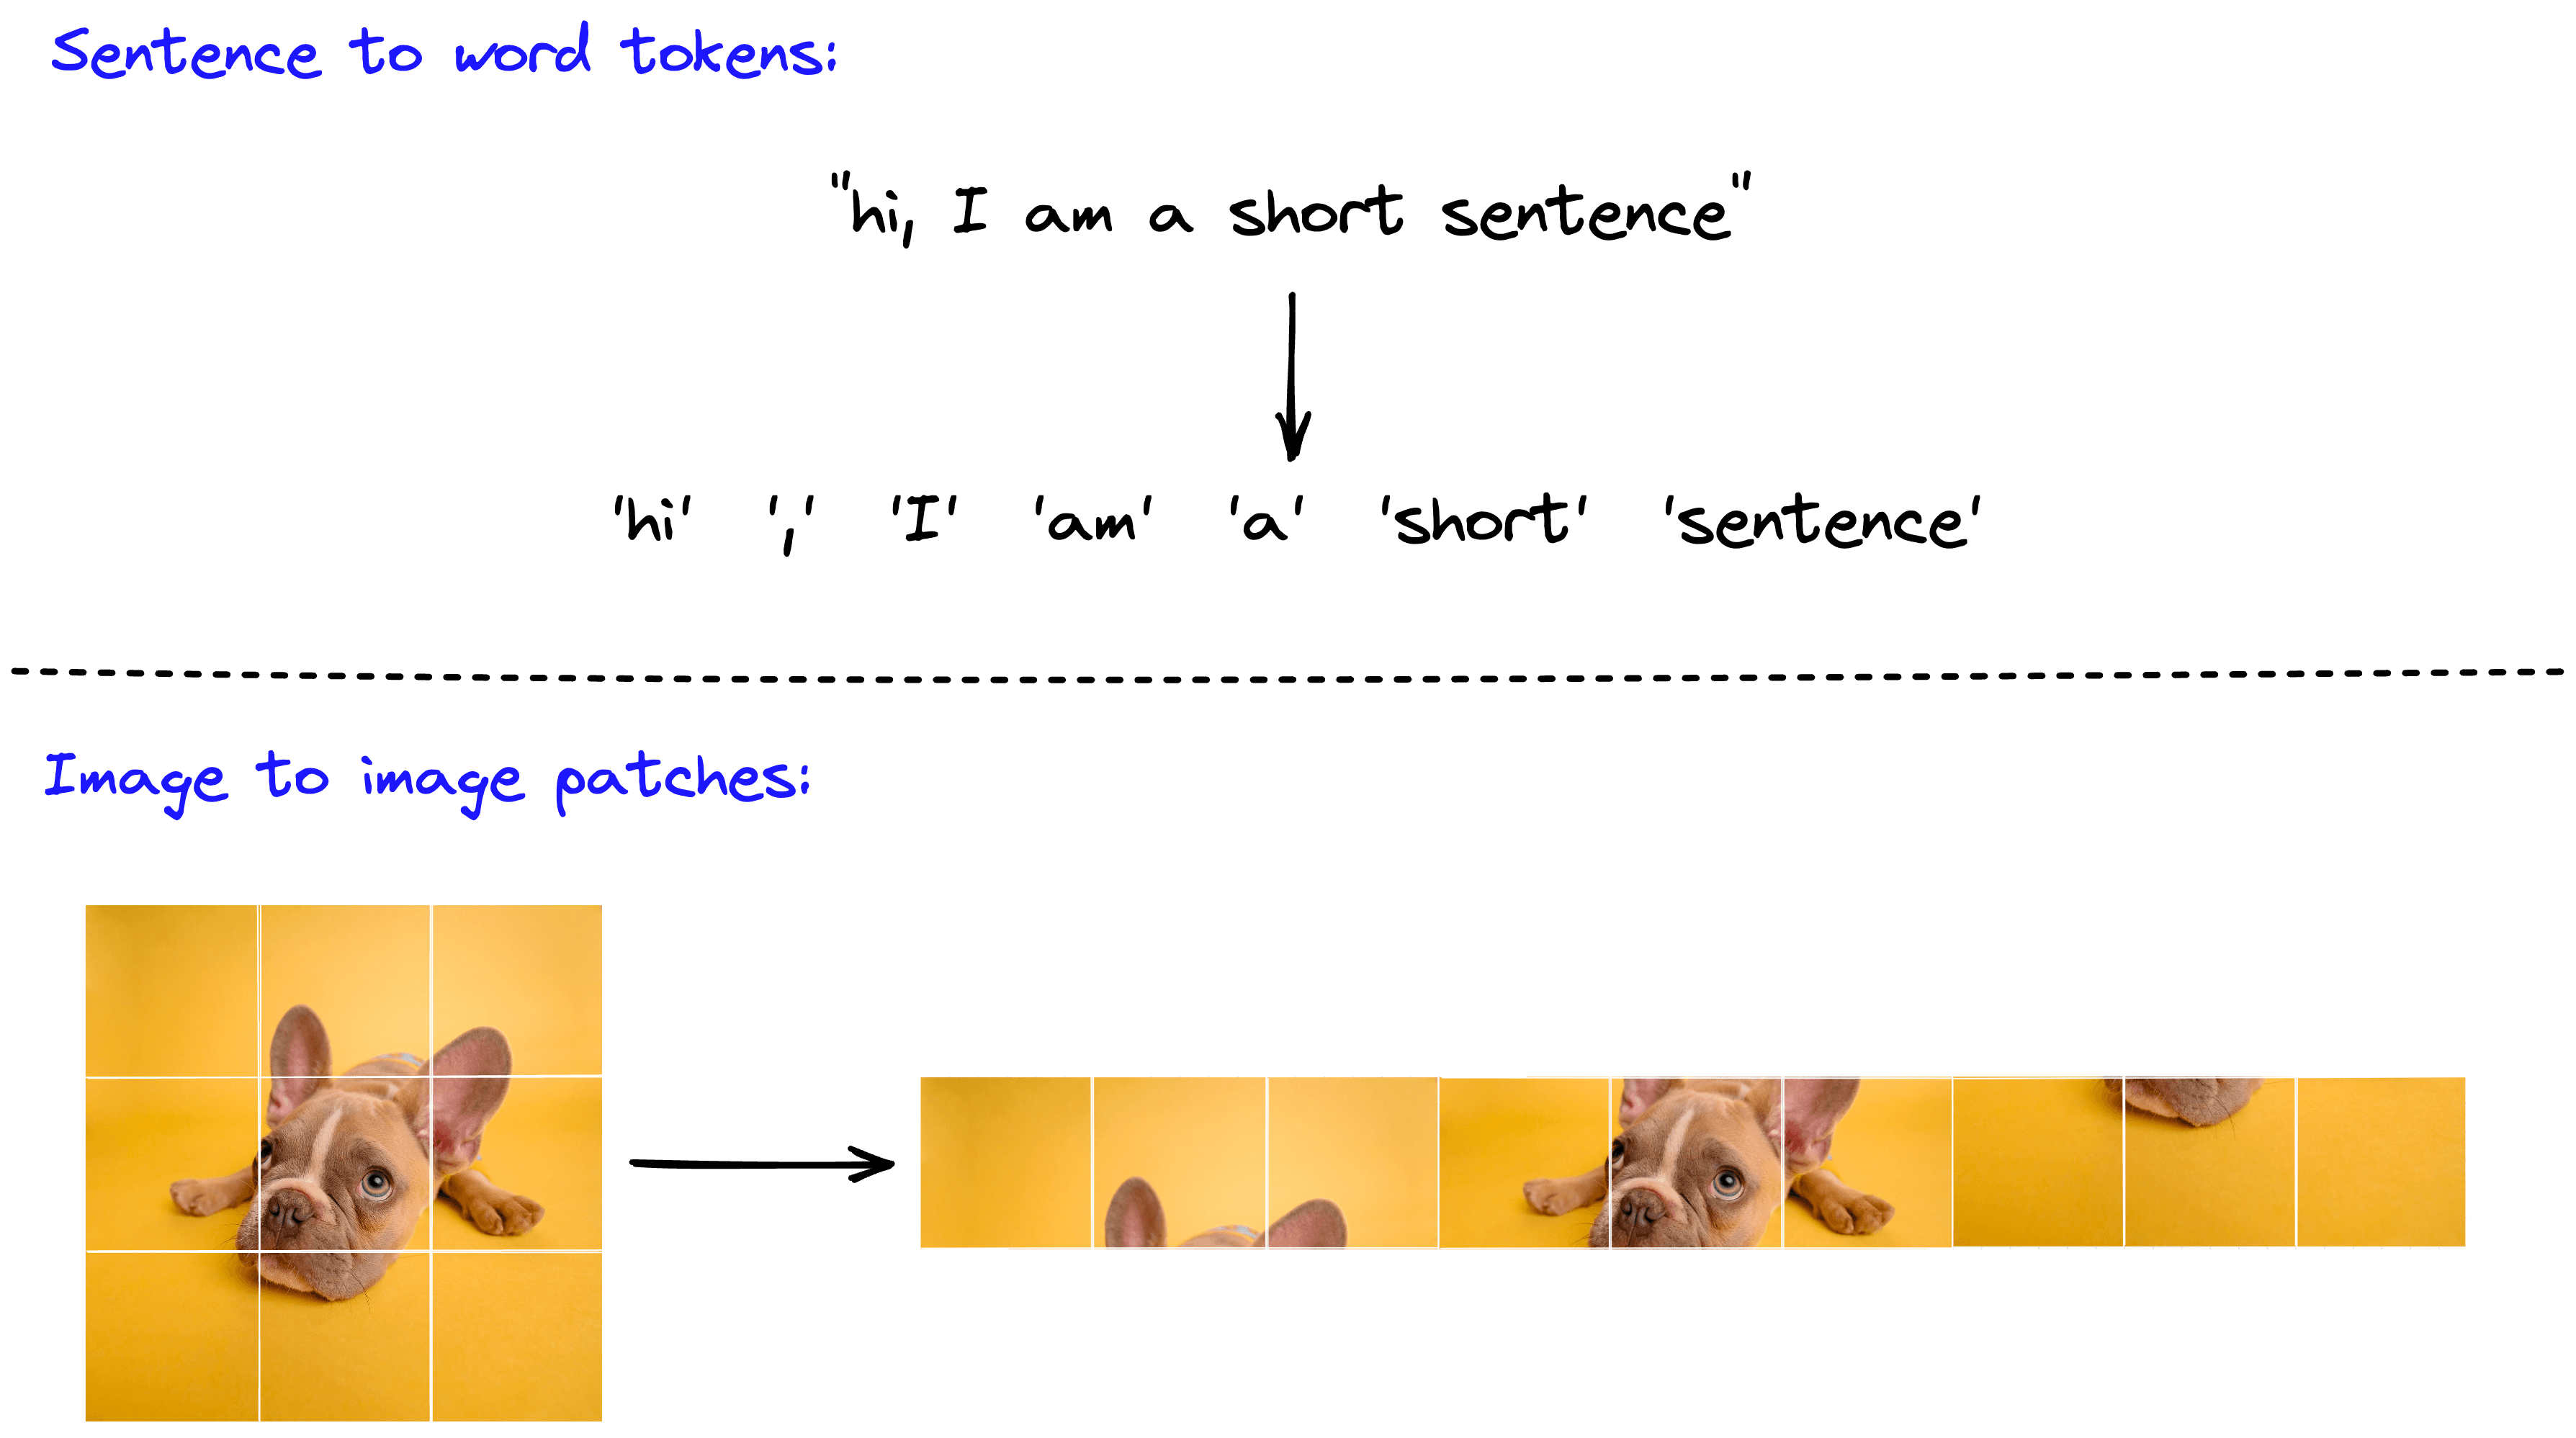 Sentence to word tokens:
"hi, I am a short sentence"
'hi' ',' 'I' 'am' 'a' 'short' 'sentence'
Image to image patches: